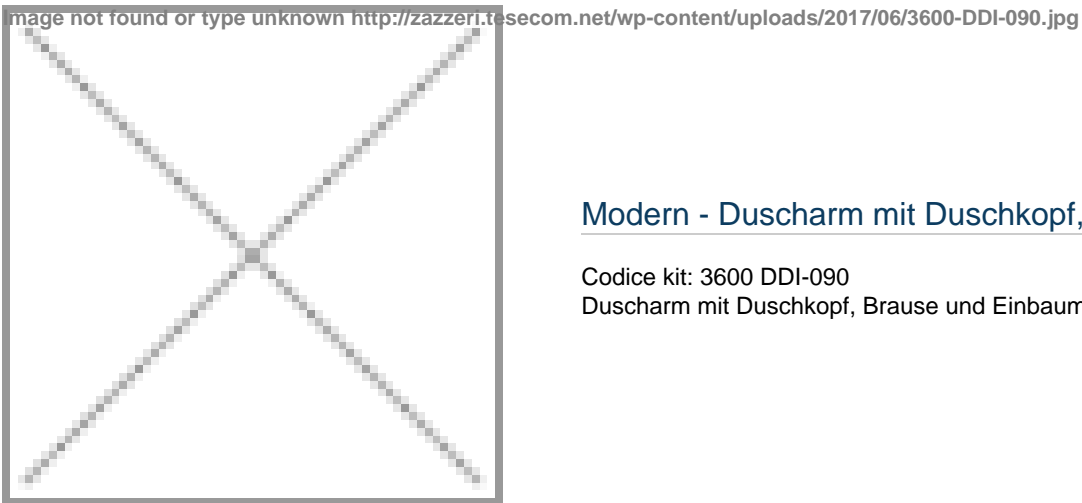 Image not found or type unknown http://zazzeri.tesecom.net/wp-content/uploads/2017/06/3600-DDI-090.jpg
Modern - Duscharm mit Duschkopf,
Codice kit: 3600 DDI-090
Duscharm mit Duschkopf, Brause und Einbaum